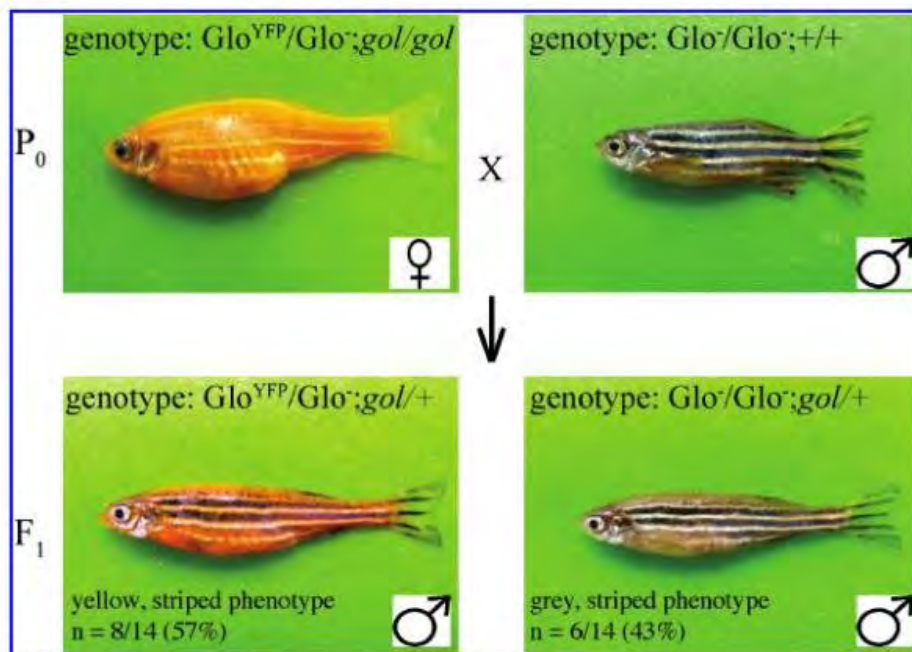 genotype: Glo^YFP/Glo⁻;gol/gol
genotype: Glo⁻/Glo⁻;+/+
P₀
X
♀
♂
genotype: Glo^YFP/Glo⁻;gol/+
genotype: Glo⁻/Glo⁻;gol/+
F₁
yellow, striped phenotype
n = 8/14 (57%)
♂
grey, striped phenotype
n = 6/14 (43%)
♂